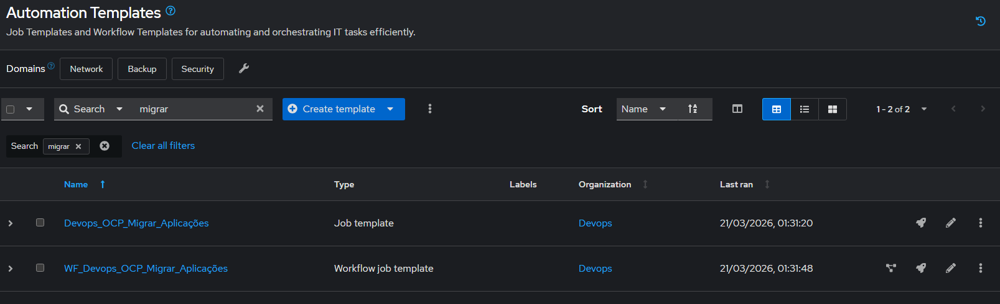 Automation Templates
Job Templates and Workflow Templates for automating and orchestrating IT tasks efficiently.
Domains Network Backup Security
Search migrar Create template Sort Name 1 - 2 of 2
Search migrar Clear all filters
Name Type Labels Organization Last ran
Devops_OCP_Migrar_Aplicações Job template Devops 21/03/2026, 01:31:20
WF_Devops_OCP_Migrar_Aplicações Workflow job template Devops 21/03/2026, 01:31:48